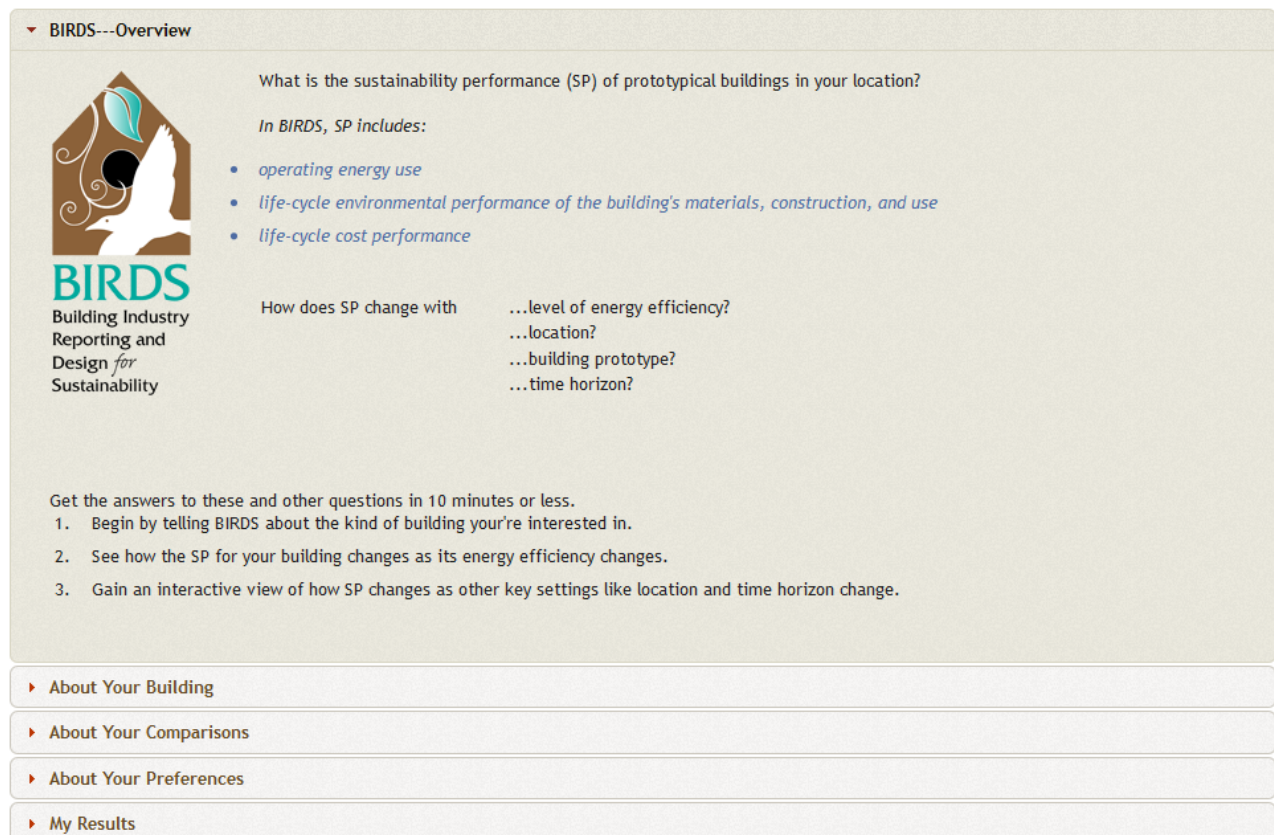 BIRDS---Overview
What is the sustainability performance (SP) of prototypical buildings in your location?
In BIRDS, SP includes:
• operating energy use
• life-cycle environmental performance of the building's materials, construction, and use
• life-cycle cost performance
BIRDS
Building Industry
Reporting and
Design for
Sustainability
How does SP change with ...level of energy efficiency?
...location?
...building prototype?
...time horizon?
Get the answers to these and other questions in 10 minutes or less.
1. Begin by telling BIRDS about the kind of building your're interested in.
2. See how the SP for your building changes as its energy efficiency changes.
3. Gain an interactive view of how SP changes as other key settings like location and time horizon change.
About Your Building
About Your Comparisons
About Your Preferences
My Results